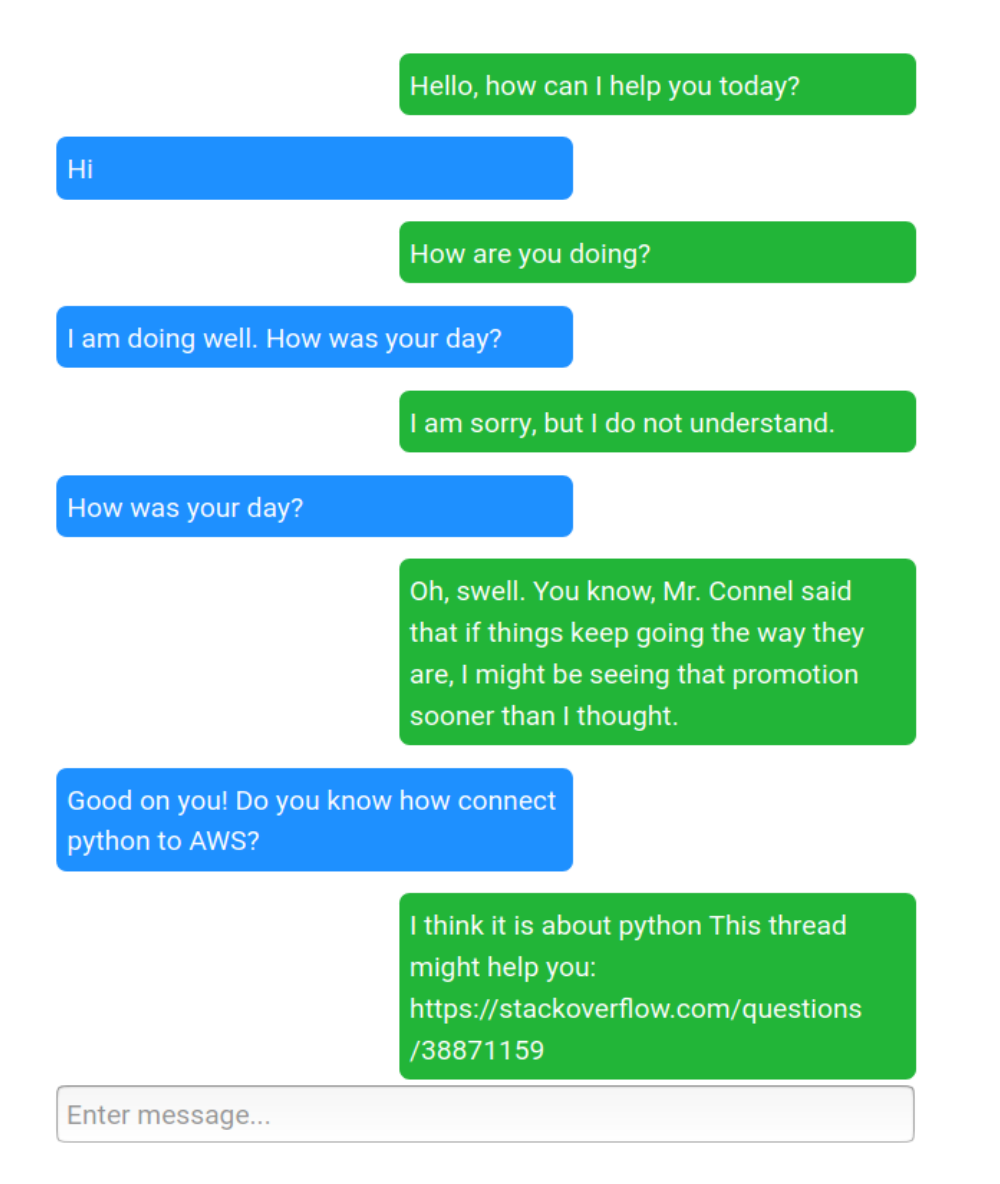 Hello, how can I help you today?
Hi
How are you doing?
I am doing well. How was your day?
I am sorry, but I do not understand.
How was your day?
Oh, swell. You know, Mr. Connel said
that if things keep going the way they
are, I might be seeing that promotion
sooner than I thought.
Good on you! Do you know how connect
python to AWS?
I think it is about python This thread
might help you:
https://stackoverflow.com/questions
/38871159
Enter message...